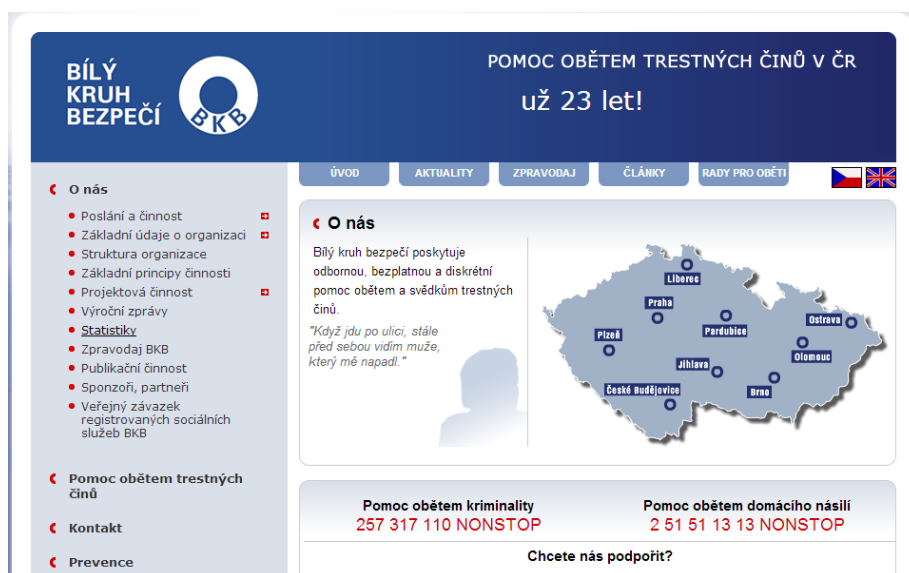 BÍLÝ
KRUH
BEZPEČÍ
BKB
POMOC OBĚTEM TRESTNÝCH ČINŮ V ČR
už 23 let!
ÚVOD
AKTUALITY
ZPRAVODAJ
ČLÁNKY
RADY PRO OBĚTI
O nás
Poslání a činnost
Základní údaje o organizaci
Struktura organizace
Základní principy činnosti
Projektová činnost
Výroční zprávy
Statistiky
Zpravodaj BKB
Publikační činnost
Sponzoři, partneři
Veřejný závazek
registrovaných sociálních
služeb BKB
Pomoc obětem trestných
činů
Kontakt
Prevence
O nás
Bílý kruh bezpečí poskytuje
odbornou, bezplatnou a diskrétní
pomoc obětem a svědkům trestných
činů.
"Když jdu po ulici, stále
před sebou vidím muže,
který mě napadl."
Liberec
Praha
Ostrava
Plzeň
Pardubice
Olomouc
Jihlava
České Budějovice
Brno
Pomoc obětem kriminality
257 317 110 NONSTOP
Pomoc obětem domácího násilí
2 51 51 13 13 NONSTOP
Chcete nás podpořit?